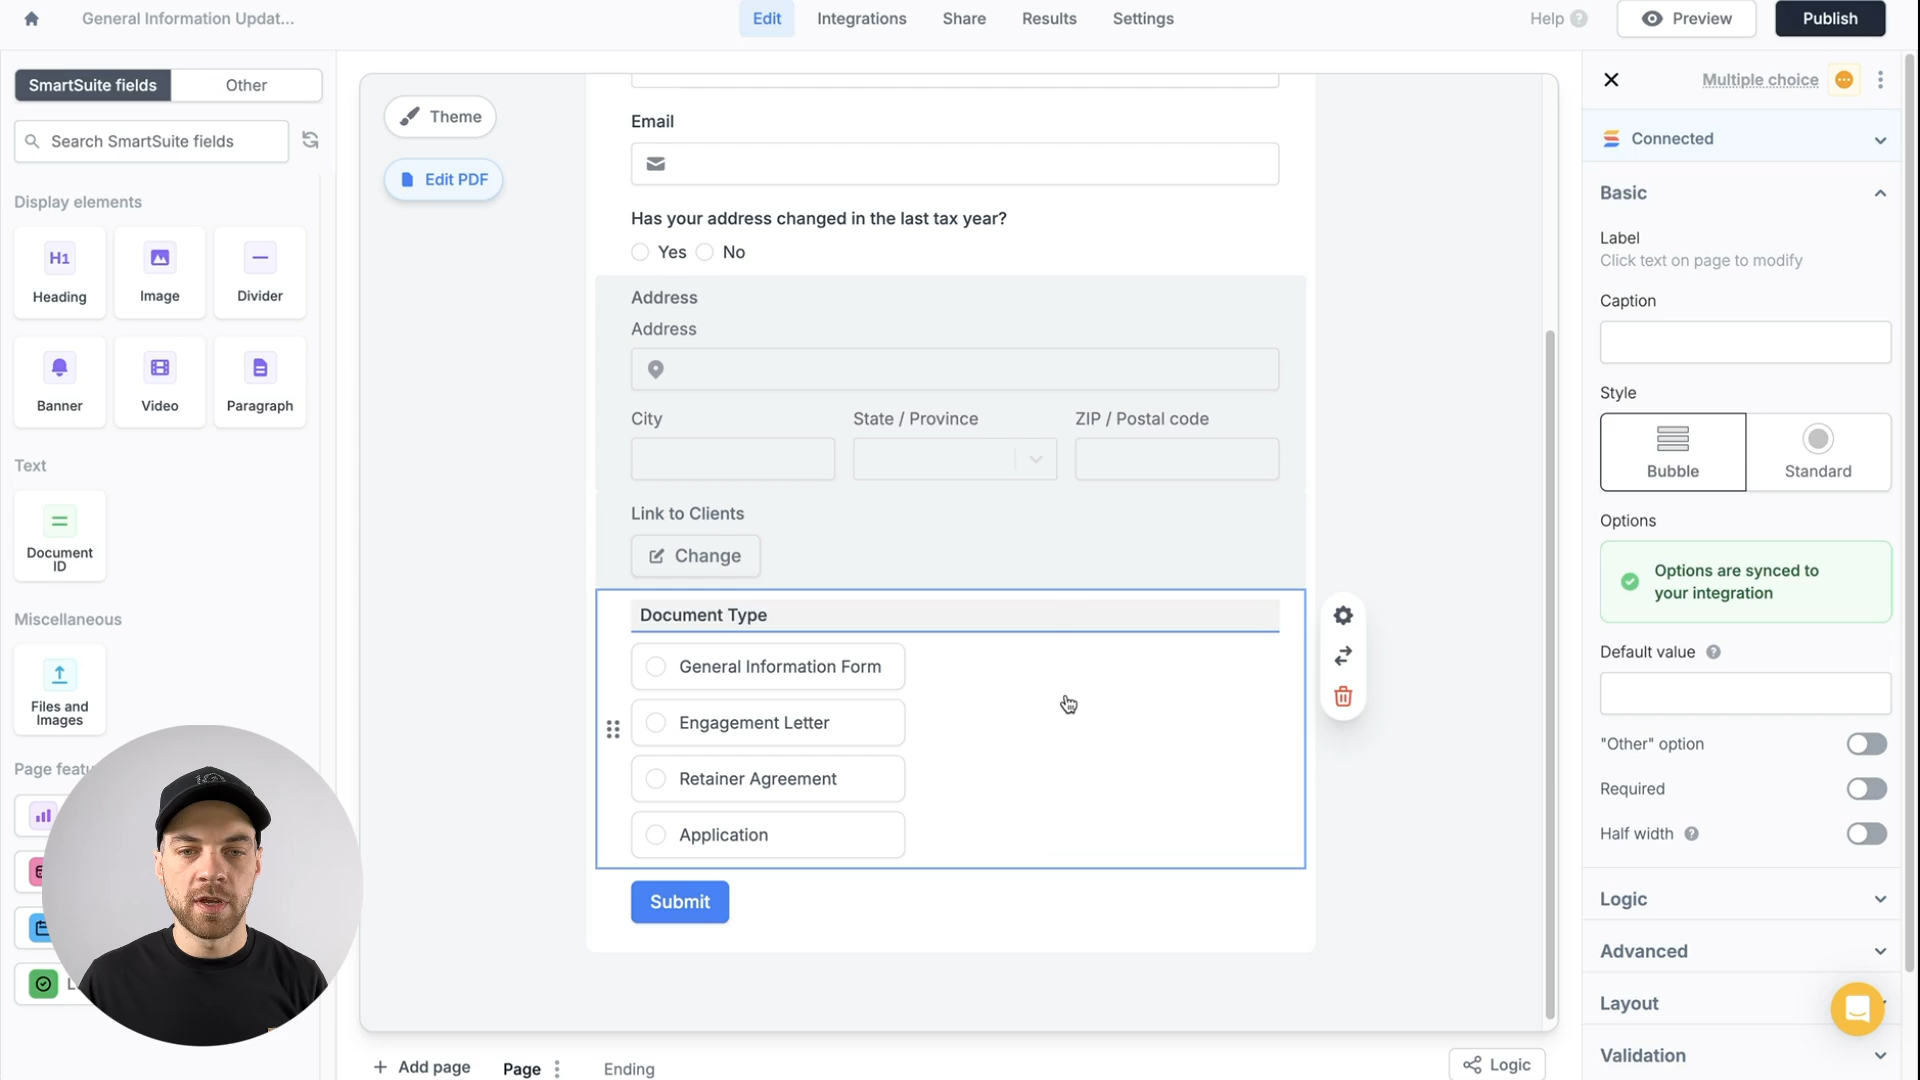 General Information Updat...
Edit
Integrations
Share
Results
Settings
Help
Preview
Publish
SmartSuite fields
Other
Search SmartSuite fields
Display elements
H1
Heading
Image
Divider
Banner
Video
Paragraph
Text
Document
ID
Miscellaneous
Files and
Images
Theme
Edit PDF
Email
Has your address changed in the last tax year?
Yes
No
Address
Address
City
State / Province
ZIP / Postal code
Link to Clients
Change
Document Type
General Information Form
Engagement Letter
Retainer Agreement
Application
Submit
Add page
Page
Ending
Logic
Multiple choice
Connected
Basic
Label
Click text on page to modify
Caption
Style
Bubble
Standard
Options
Options are synced to
your integration
Default value
"Other" option
Required
Half width
Logic
Advanced
Layout
Validation